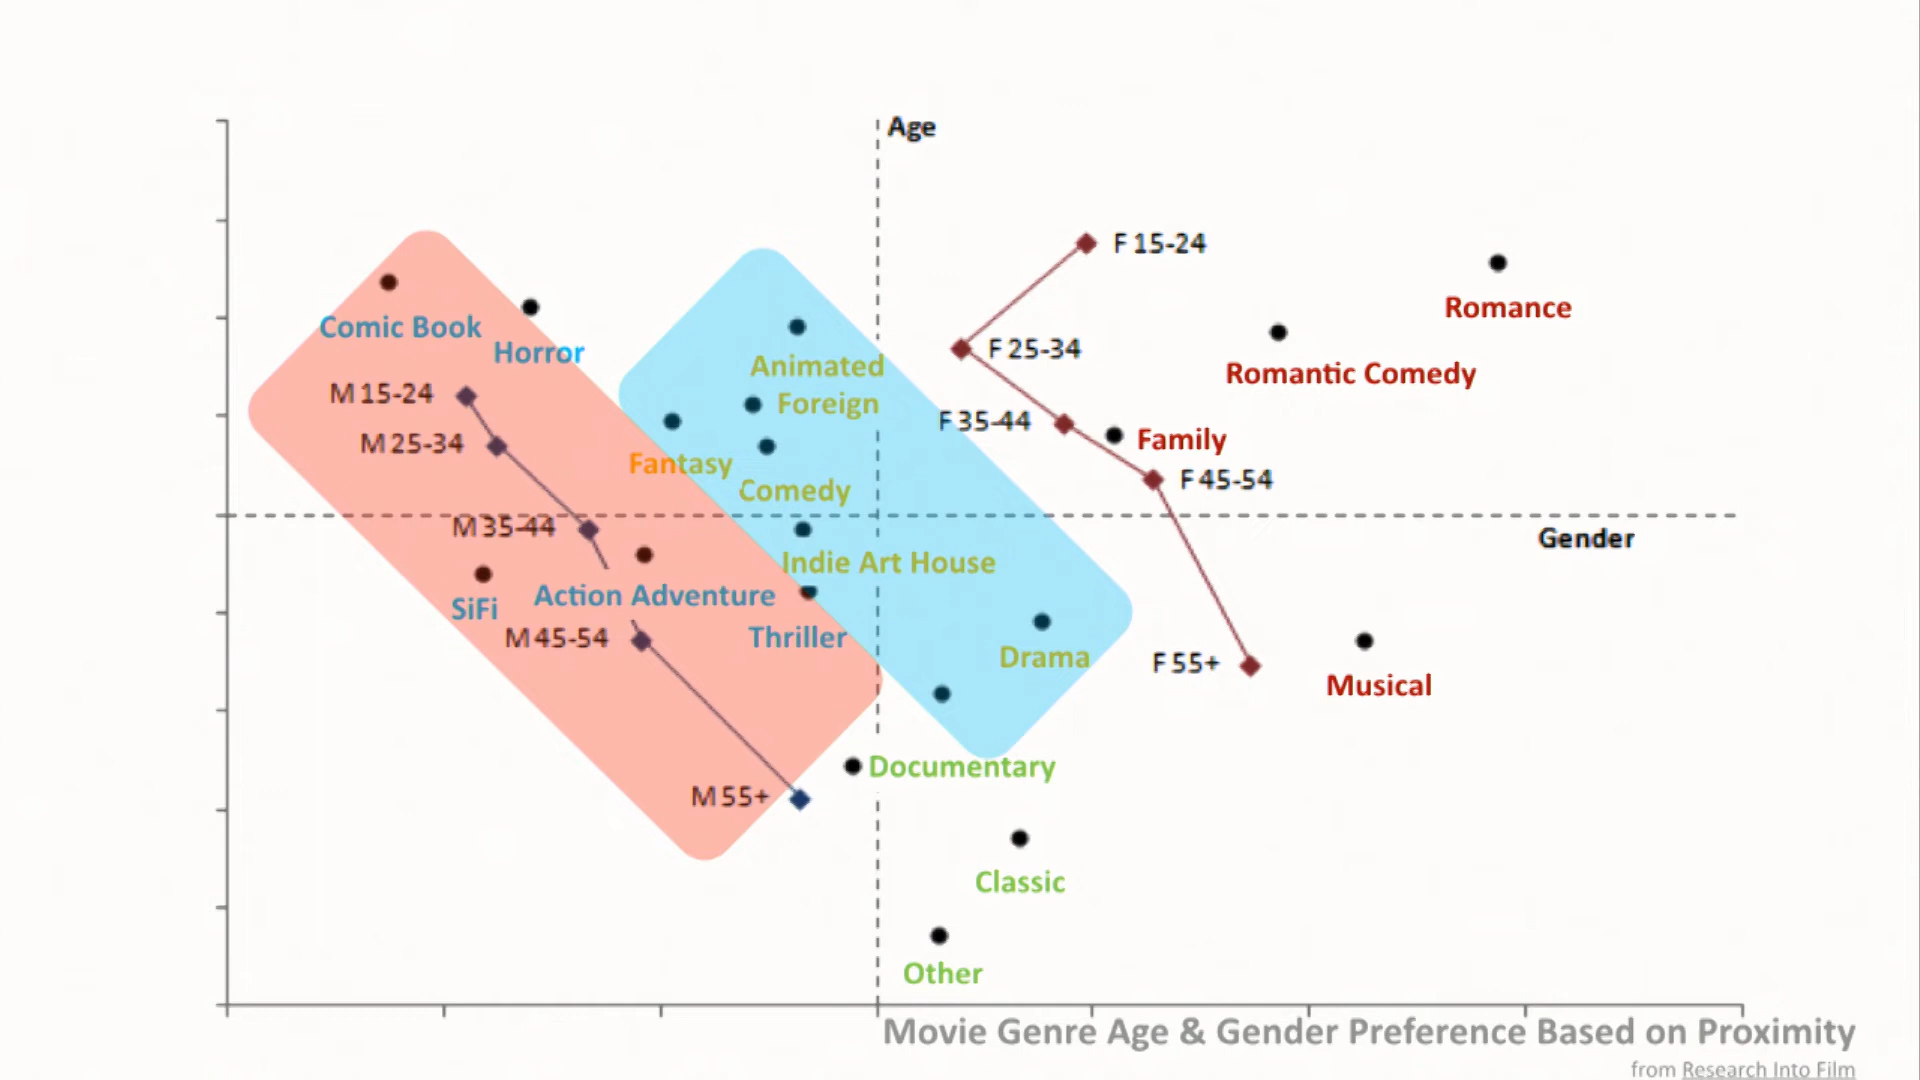 Age
F 15-24
Romance
Comic Book
Horror
F 25-34
Animated
Romantic Comedy
M 15-24
Foreign
F 35-44
M 25-34
Family
Fantasy
F 45-54
Comedy
M 35-44
Gender
Indie Art House
SiFi
Action Adventure
M 45-54
Thriller
Drama
F 55+
Musical
Documentary
M 55+
Classic
Other
Movie Genre Age & Gender Preference Based on Proximity
from Research Into Film